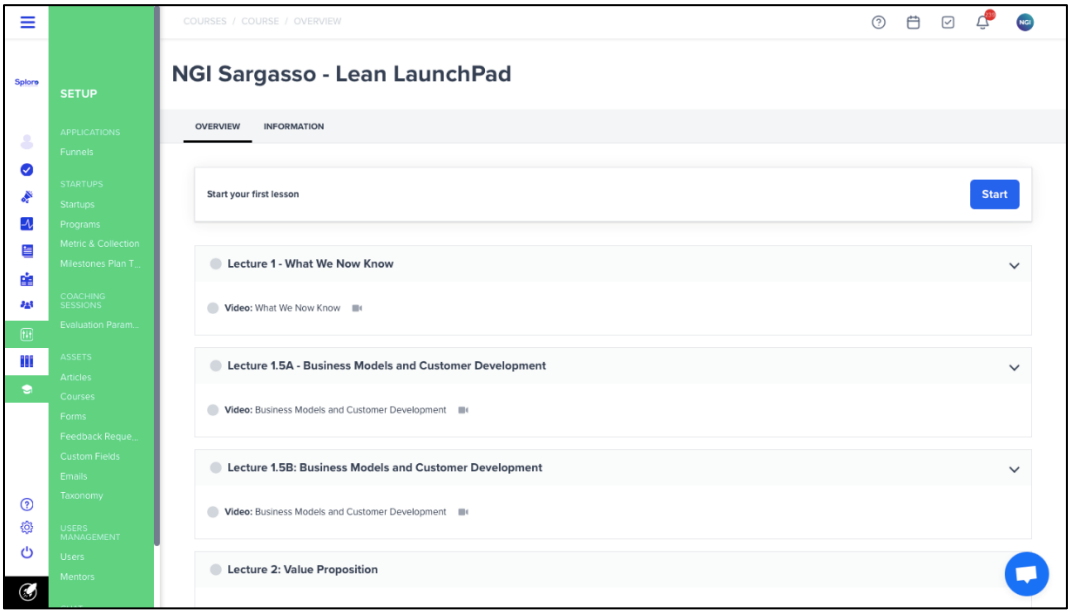 COURSES / COURSE / OVERVIEW
NGI
Splore
NGI Sargasso - Lean LaunchPad
SETUP
APPLICATIONS
Funnels
STARTUPS
Startups
Programs
Metric & Collection
Milestones Plan T...
COACHING
SESSIONS
Evaluation Param...
ASSETS
Articles
Courses
Forms
Feedback Reque...
Custom Fields
Emails
Taxonomy
USERS
MANAGEMENT
Users
Mentors
OVERVIEW INFORMATION
Start your first lesson
Start
Lecture 1 - What We Now Know
Video: What We Now Know
Lecture 1.5A - Business Models and Customer Development
Video: Business Models and Customer Development
Lecture 1.5B: Business Models and Customer Development
Video: Business Models and Customer Development
Lecture 2: Value Proposition